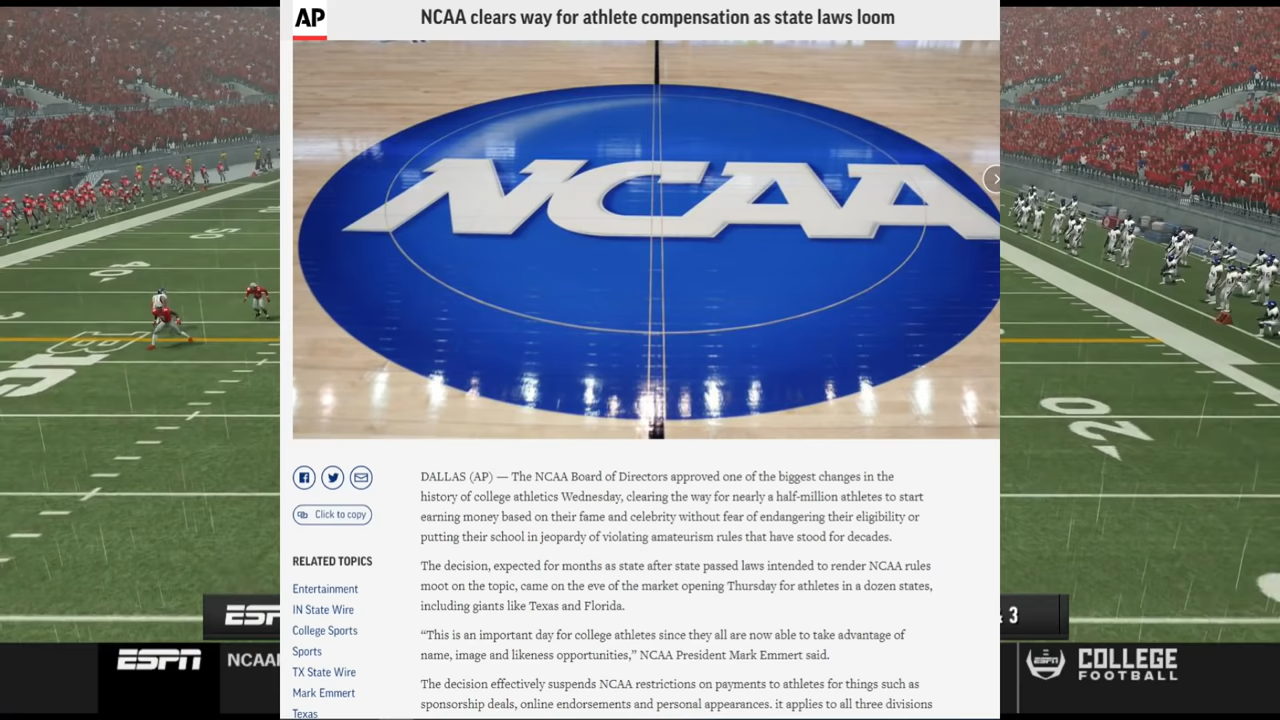 AP
NCAA clears way for athlete compensation as state laws loom
NCAA
50
40
20
Click to copy
RELATED TOPICS
Entertainment
IN State Wire
College Sports
Sports
TX State Wire
Mark Emmert
Texas
DALLAS (AP) — The NCAA Board of Directors approved one of the biggest changes in the
history of college athletics Wednesday, clearing the way for nearly a half-million athletes to start
earning money based on their fame and celebrity without fear of endangering their eligibility or
putting their school in jeopardy of violating amateurism rules that have stood for decades.
The decision, expected for months as state after state passed laws intended to render NCAA rules
moot on the topic, came on the eve of the market opening Thursday for athletes in a dozen states,
including giants like Texas and Florida.
“This is an important day for college athletes since they all are now able to take advantage of
name, image and likeness opportunities,” NCAA President Mark Emmert said.
The decision effectively suspends NCAA restrictions on payments to athletes for things such as
sponsorship deals, online endorsements and personal appearances. it applies to all three divisions
ESP
& 3
ESPN
NCAA
ESPN
COLLEGE
FOOTBALL